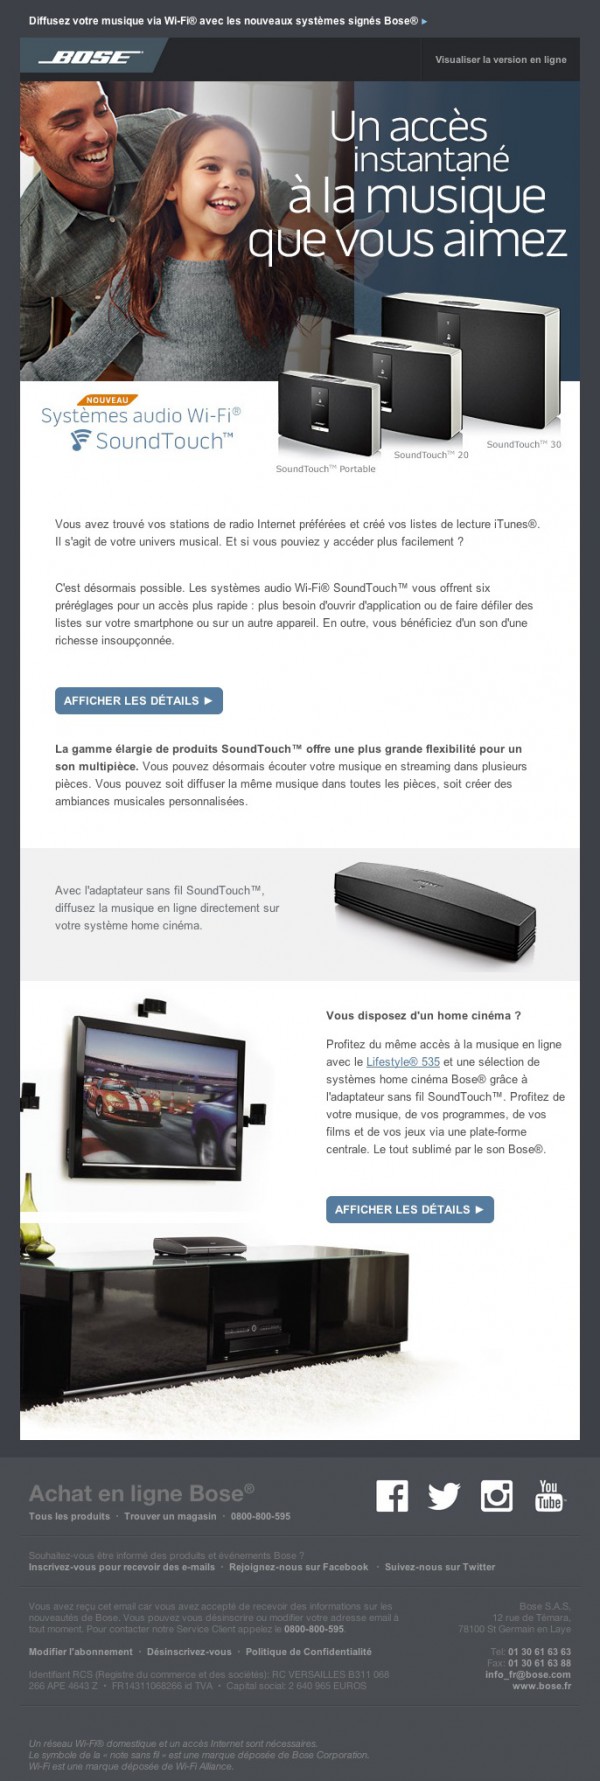 Diffusez votre musique via Wi-Fi® avec les nouveaux systèmes signés Bose® ►
BOSE
Visualiser la version en ligne
Un accès
instantané
à la musique
que vous aimez
NOUVEAU
Systèmes audio Wi-Fi®
SoundTouch™
SoundTouch™ Portable
SoundTouch™ 20
SoundTouch™ 30
Vous avez trouvé vos stations de radio Internet préférées et créé vos listes de lecture iTunes®.
Il s'agit de votre univers musical. Et si vous pouviez y accéder plus facilement ?
C'est désormais possible. Les systèmes audio Wi-Fi® SoundTouch™ vous offrent six
préréglages pour un accès plus rapide : plus besoin d'ouvrir d'application ou de faire défiler des
listes sur votre smartphone ou sur un autre appareil. En outre, vous bénéficiez d'un son d'une
richesse insoupçonnée.
AFFICHER LES DÉTAILS ►
La gamme élargie de produits SoundTouch™ offre une plus grande flexibilité pour un
son multipièce. Vous pouvez désormais écouter votre musique en streaming dans plusieurs
pièces. Vous pouvez soit diffuser la même musique dans toutes les pièces, soit créer des
ambiances musicales personnalisées.
Avec l'adaptateur sans fil SoundTouch™,
diffusez la musique en ligne directement sur
votre système home cinéma.
Vous disposez d'un home cinéma ?
Profitez du même accès à la musique en ligne
avec le Lifestyle® 535 et une sélection de
systèmes home cinéma Bose® grâce à
l'adaptateur sans fil SoundTouch™. Profitez de
votre musique, de vos programmes, de vos
films et de vos jeux via une plate-forme
centrale. Le tout sublimé par le son Bose®.
AFFICHER LES DÉTAILS ►
Achat en ligne Bose®
You
Tube
Tous les produits · Trouver un magasin · 0800-800-595
Souhaitez-vous être informé des produits et événements Bose ?
Inscrivez-vous pour recevoir des e-mails · Rejoignez-nous sur Facebook · Suivez-nous sur Twitter
Vous avez reçu cet email car vous avez accepté de recevoir des informations sur les
nouveautés de Bose. Vous pouvez vous désinscrire ou modifier votre adresse email à
tout moment. Pour contacter notre Service Client appelez le 0800-800-595.
Modifier l'abonnement · Désinscrivez-vous · Politique de Confidentialité
Identifiant RCS (Registre du commerce et des sociétés): RC VERSAILLES B311 068
266 APE 4643 Z · FR14311068266 id TVA · Capital social: 2 640 965 EUROS
Bose S.A.S,
12 rue de Témara,
78100 St Germain en Laye
Tel: 01 30 61 63 63
Fax: 01 30 61 63 88
info_fr@bose.com
www.bose.fr
Un réseau Wi-Fi® domestique et un accès Internet sont nécessaires.
Le symbole de la « note sans fil » est une marque déposée de Bose Corporation.
Wi-Fi est une marque déposée de Wi-Fi Alliance.